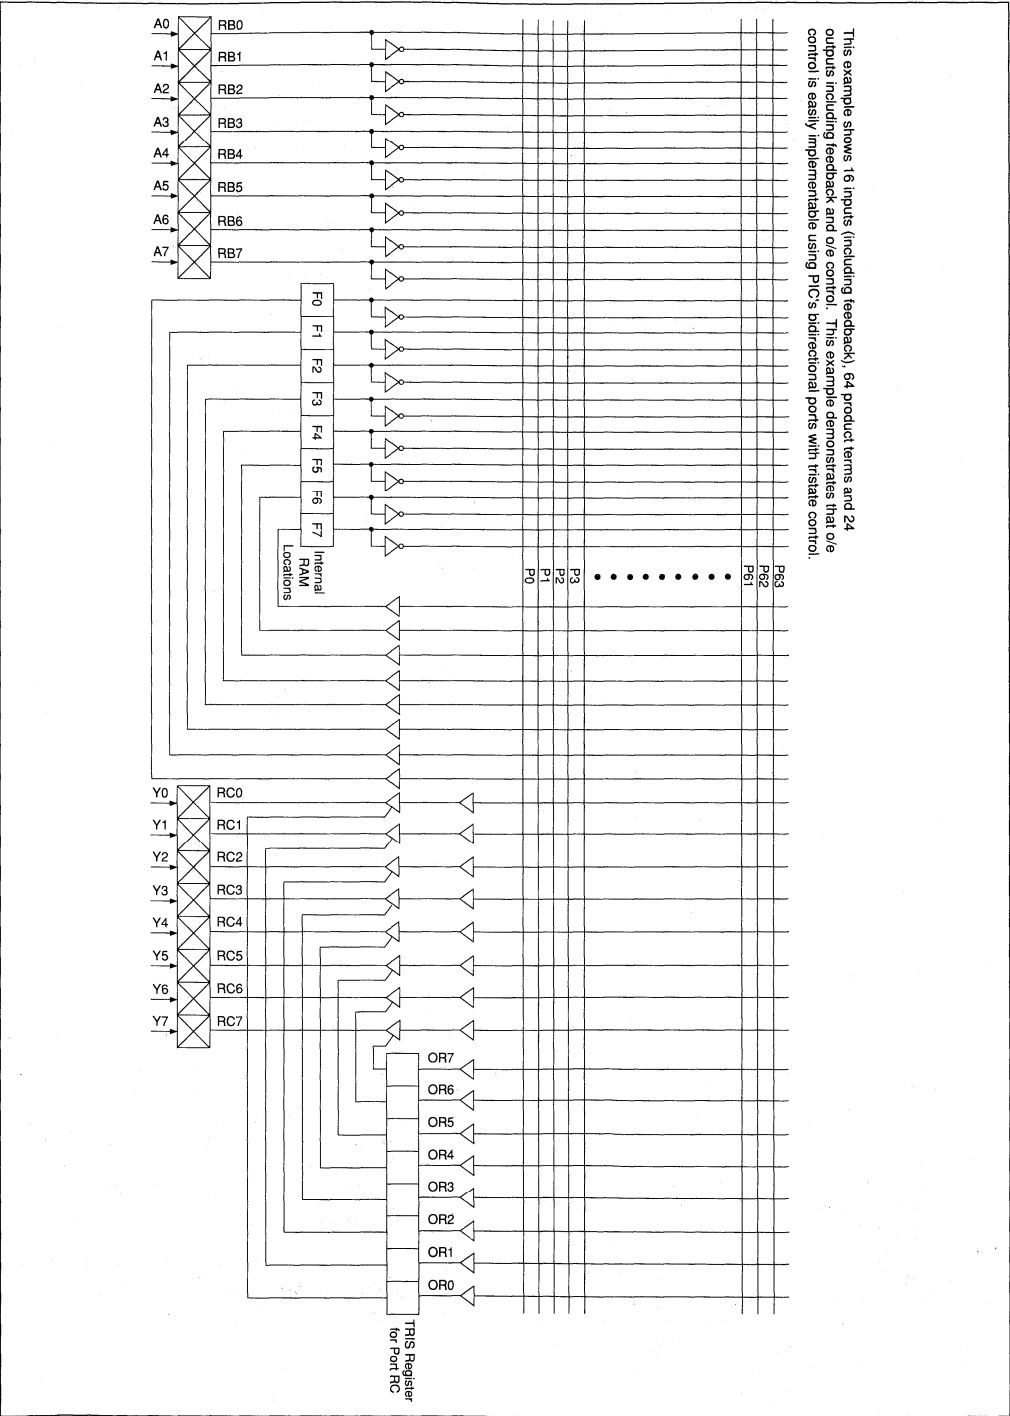 This example shows 16 inputs (including feedback), 64 product terms and 24
outputs including feedback and o/e control. This example demonstrates that o/e
control is easily implementable using PIC's bidirectional ports with tristate control.
A0 RB0
A1 RB1
A2 RB2
A3 RB3
A4 RB4
A5 RB5
A6 RB6
A7 RB7
F0
F1
F2
F3
F4
F5
F6
F7
Internal
RAM
Locations
P0
P1
P2
P3
P61
P62
P63
Y0 RC0
Y1 RC1
Y2 RC2
Y3 RC3
Y4 RC4
Y5 RC5
Y6 RC6
Y7 RC7
OR7
OR6
OR5
OR4
OR3
OR2
OR1
OR0
TRIS Register
for Port RC